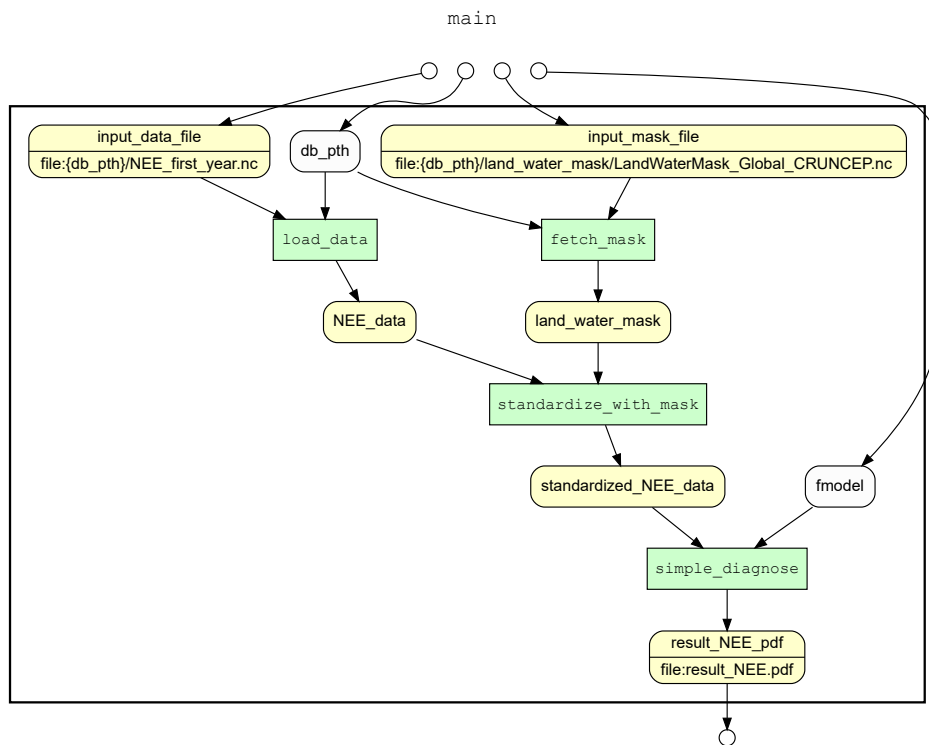 main
input_data_file
file:{db_pth}/NEE_first_year.nc
db_pth
input_mask_file
file:{db_pth}/land_water_mask/LandWaterMask_Global_CRUNCEP.nc
load_data
fetch_mask
NEE_data
land_water_mask
standardize_with_mask
standardized_NEE_data
fmodel
simple_diagnose
result_NEE_pdf
file:result_NEE.pdf